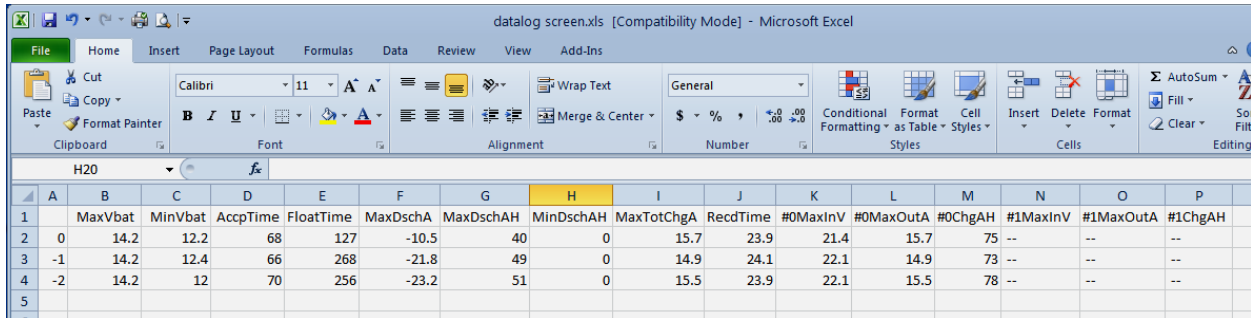 datalog screen.xls [Compatibility Mode] - Microsoft Excel
File Home Insert Page Layout Formulas Data Review View Add-Ins
Paste
Cut
Copy
Format Painter
Clipboard
Calibri 11 A A
B I U A
Font
Wrap Text
Merge & Center
Alignment
General
$ % , .0 .00 .00 .0
Number
Conditional Formatting
Format as Table
Cell Styles
Styles
Insert Delete Format
Cells
Σ AutoSum
Fill
Clear
Editing
H20 fx
A B C D E F G H I J K L M N O P
1 MaxVbat MinVbat AccpTime FloatTime MaxDschA MaxDschAH MinDschAH MaxTotChgA RecdTime #0MaxInV #0MaxOutA #0ChgAH #1MaxInV #1MaxOutA #1ChgAH
2 0 14.2 12.2 68 127 -10.5 40 0 15.7 23.9 21.4 15.7 75 -- -- --
3 -1 14.2 12.4 66 268 -21.8 49 0 14.9 24.1 22.1 14.9 73 -- -- --
4 -2 14.2 12 70 256 -23.2 51 0 15.5 23.9 22.1 15.5 78 -- -- --
5